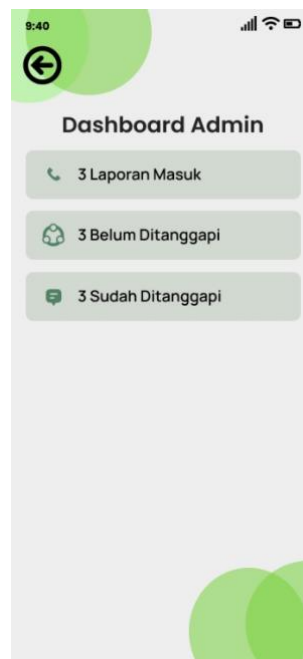 9:40
Dashboard Admin
3 Laporan Masuk
3 Belum Ditanggapi
3 Sudah Ditanggapi